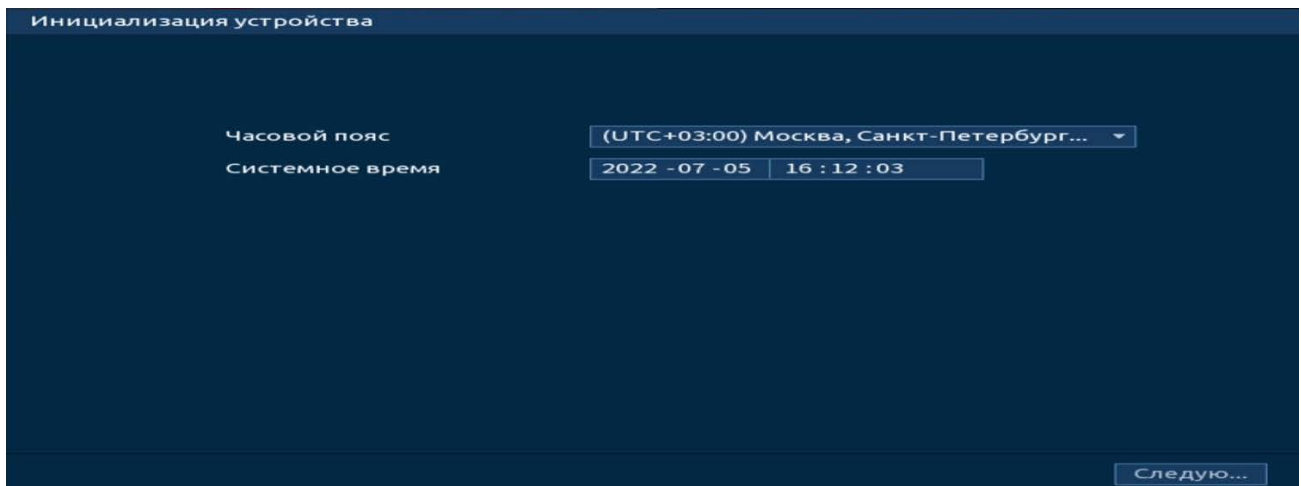 Инициализация устройства
Часовой пояс (UTC+03:00) Москва, Санкт-Петербург...
Системное время 2022 -07 -05 16 : 12 : 03
Следую...